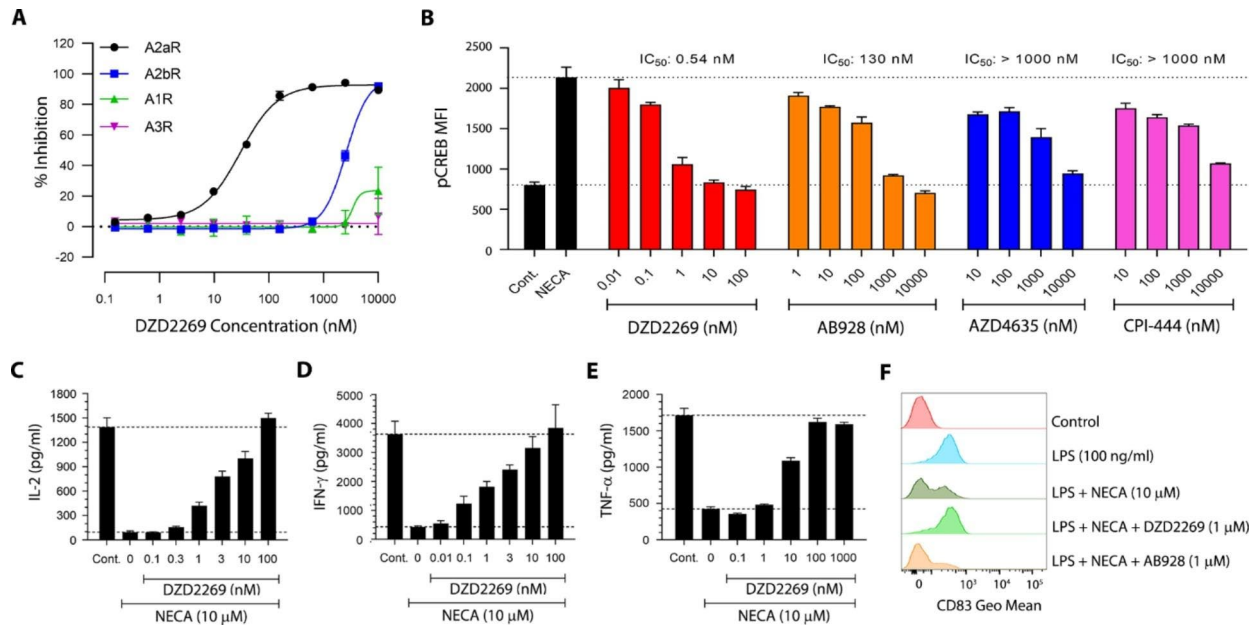 A
120
100
80
60
40
20
0
-20
% Inhibition
A2aR
A2bR
A1R
A3R
0.1 1 10 100 1000 10000
DZD2269 Concentration (nM)
B
2500
2000
1500
1000
500
0
pCREB MFI
IC50: 0.54 nM IC50: 130 nM IC50: > 1000 nM IC50: > 1000 nM
Cont. NECA 0.01 0.1 1 10 100 1 10 100 1000 10000 10 100 1000 10000 10 100 1000 10000
DZD2269 (nM) AB928 (nM) AZD4635 (nM) CPI-444 (nM)
C
1800
1500
1200
900
600
300
0
IL-2 (pg/ml)
Cont. 0 0.1 0.3 1 3 10 100
DZD2269 (nM)
NECA (10 μM)
D
5000
4000
3000
2000
1000
0
IFN-γ (pg/ml)
Cont. 0 0.01 0.1 1 3 10 100
DZD2269 (nM)
NECA (10 μM)
E
2000
1500
1000
500
0
TNF-α (pg/ml)
Cont. 0 0.1 1 10 100 1000
DZD2269 (nM)
NECA (10 μM)
F
Control
LPS (100 ng/ml)
LPS + NECA (10 μM)
LPS + NECA + DZD2269 (1 μM)
LPS + NECA + AB928 (1 μM)
0 10³ 10⁴ 10⁵
CD83 Geo Mean